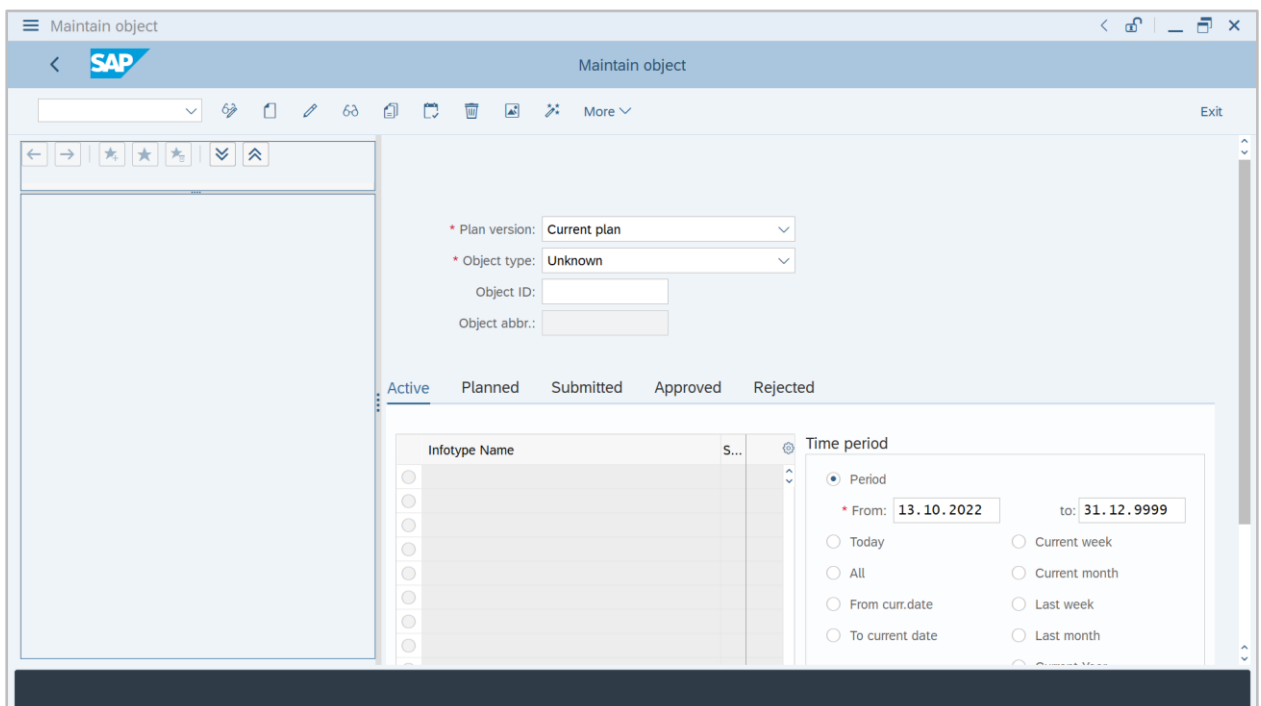 Maintain object
SAP
Maintain object
More
Exit
* Plan version: Current plan
* Object type: Unknown
Object ID:
Object abbr.:
Active Planned Submitted Approved Rejected
Infotype Name S...
Time period
Period
* From: 13.10.2022 to: 31.12.9999
Today Current week
All Current month
From curr.date Last week
To current date Last month
Current Year